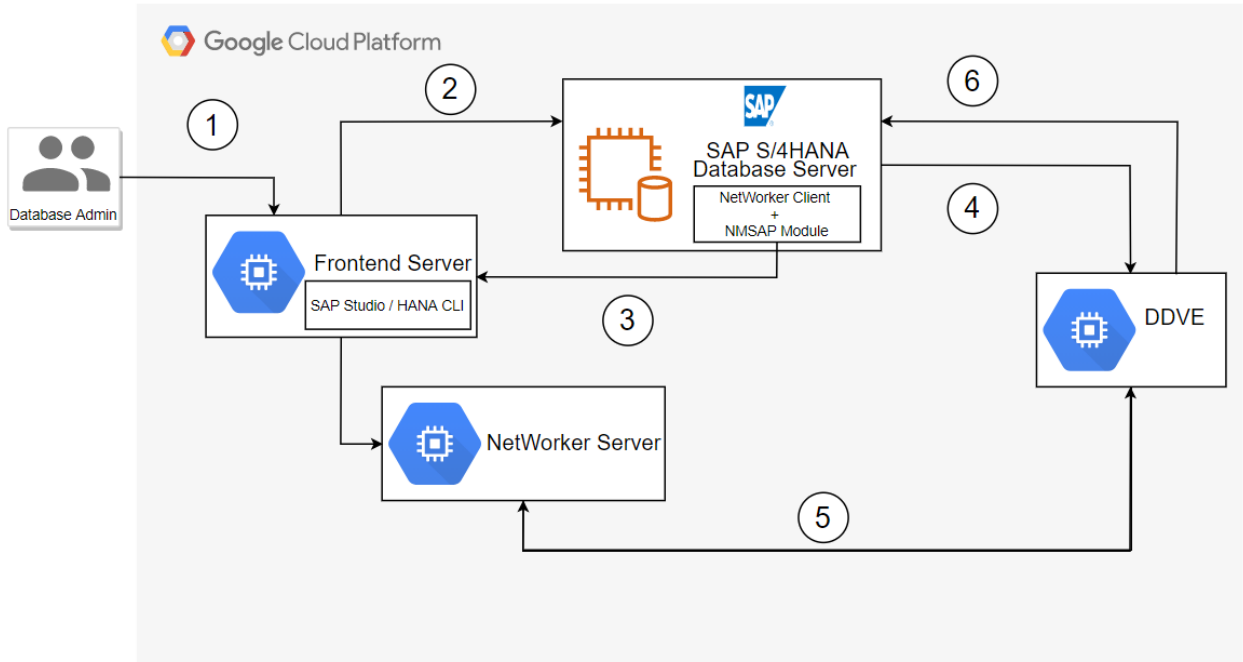 Google Cloud Platform
1
2
6
SAP
SAP S/4HANA
Database Server
NetWorker Client
+
NMSAP Module
4
Database Admin
Frontend Server
SAP Studio / HANA CLI
3
DDVE
NetWorker Server
5